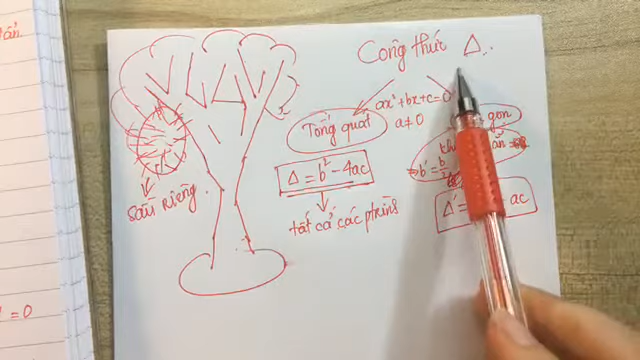 Công thức Δ
ax²+bx+c=0
a≠0
Tổng quát
gọn
Δ = b² - 4ac
b' = b/2
tất cả các ptrình
Δ' = ac
sầu riêng
= 0